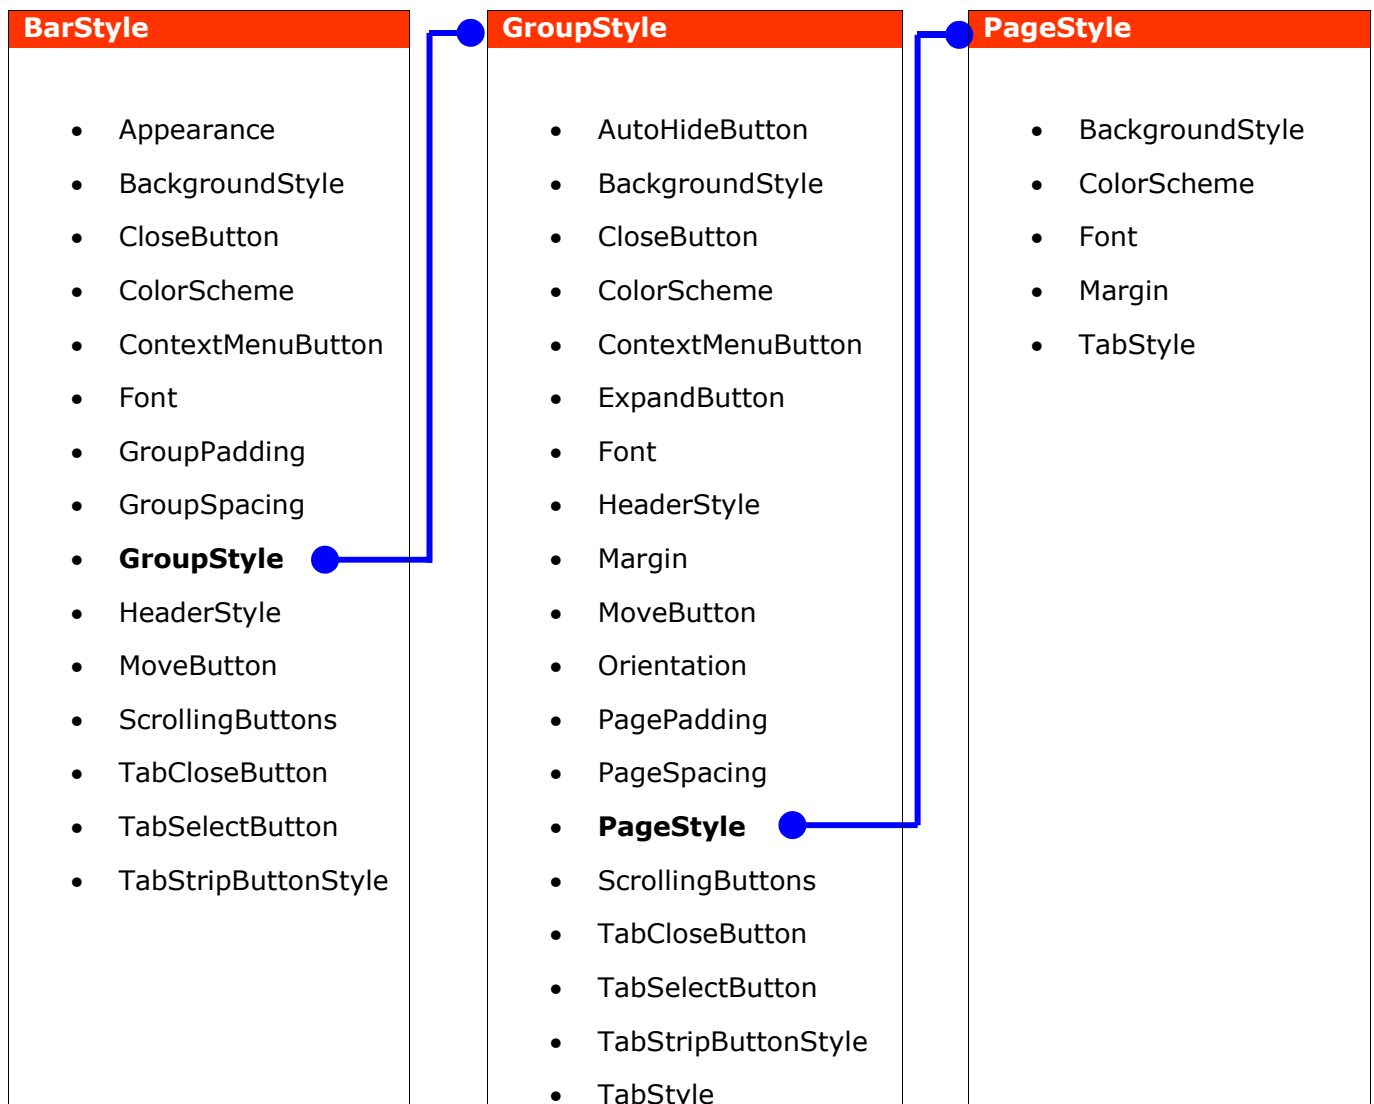 BarStyle
• Appearance
• BackgroundStyle
• CloseButton
• ColorScheme
• ContextMenuButton
• Font
• GroupPadding
• GroupSpacing
• GroupStyle
• HeaderStyle
• MoveButton
• ScrollingButtons
• TabCloseButton
• TabSelectButton
• TabStripButtonStyle
GroupStyle
• AutoHideButton
• BackgroundStyle
• CloseButton
• ColorScheme
• ContextMenuButton
• ExpandButton
• Font
• HeaderStyle
• Margin
• MoveButton
• Orientation
• PagePadding
• PageSpacing
• PageStyle
• ScrollingButtons
• TabCloseButton
• TabSelectButton
• TabStripButtonStyle
• TabStyle
PageStyle
• BackgroundStyle
• ColorScheme
• Font
• Margin
• TabStyle